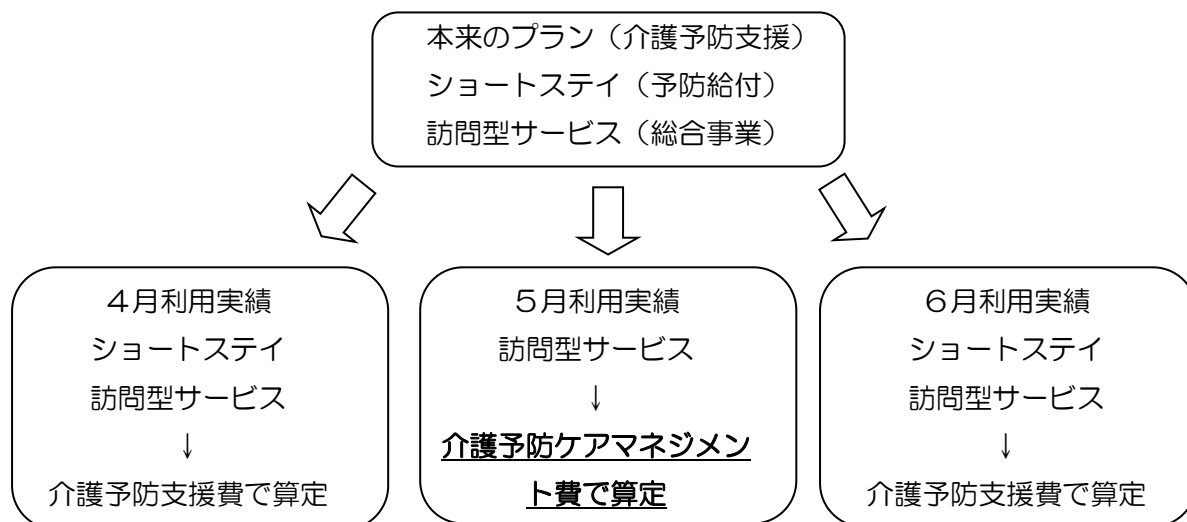 本来のプラン（介護予防支援）
ショートステイ（予防給付）
訪問型サービス（総合事業）
４月利用実績
ショートステイ
訪問型サービス
↓
介護予防支援費で算定
５月利用実績
訪問型サービス
↓
介護予防ケアマネジメン
ト費で算定
６月利用実績
ショートステイ
訪問型サービス
↓
介護予防支援費で算定